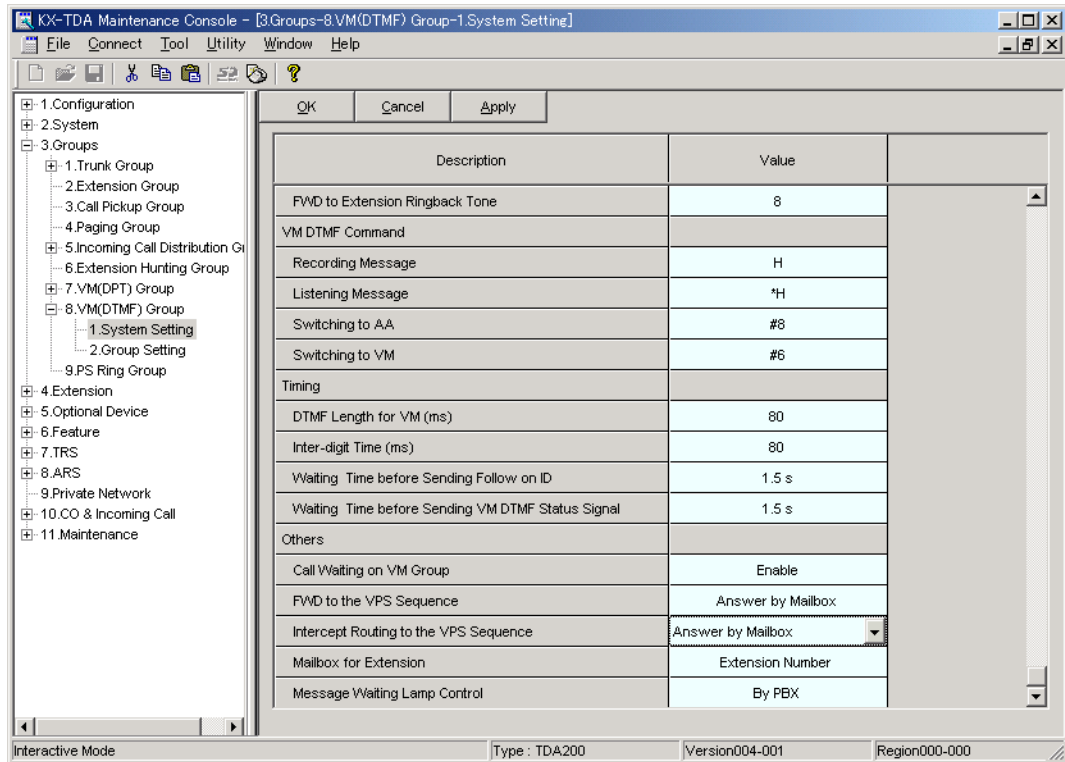 KX-TDA Maintenance Console - [3.Groups-8.VM(DTMF) Group-1.System Setting]
File Connect Tool Utility Window Help
1.Configuration
2.System
3.Groups
1.Trunk Group
2.Extension Group
3.Call Pickup Group
4.Paging Group
5.Incoming Call Distribution Gr
6.Extension Hunting Group
7.VM(DPT) Group
8.VM(DTMF) Group
1.System Setting
2.Group Setting
9.PS Ring Group
4.Extension
5.Optional Device
6.Feature
7.TRS
8.ARS
9.Private Network
10.CO & Incoming Call
11.Maintenance
OK Cancel Apply
Description Value
FWD to Extension Ringback Tone 8
VM DTMF Command
Recording Message H
Listening Message *H
Switching to AA #8
Switching to VM #6
Timing
DTMF Length for VM (ms) 80
Inter-digit Time (ms) 80
Waiting Time before Sending Follow on ID 1.5 s
Waiting Time before Sending VM DTMF Status Signal 1.5 s
Others
Call Waiting on VM Group Enable
FWD to the VPS Sequence Answer by Mailbox
Intercept Routing to the VPS Sequence Answer by Mailbox
Mailbox for Extension Extension Number
Message Waiting Lamp Control By PBX
Interactive Mode Type : TDA200 Version004-001 Region000-000